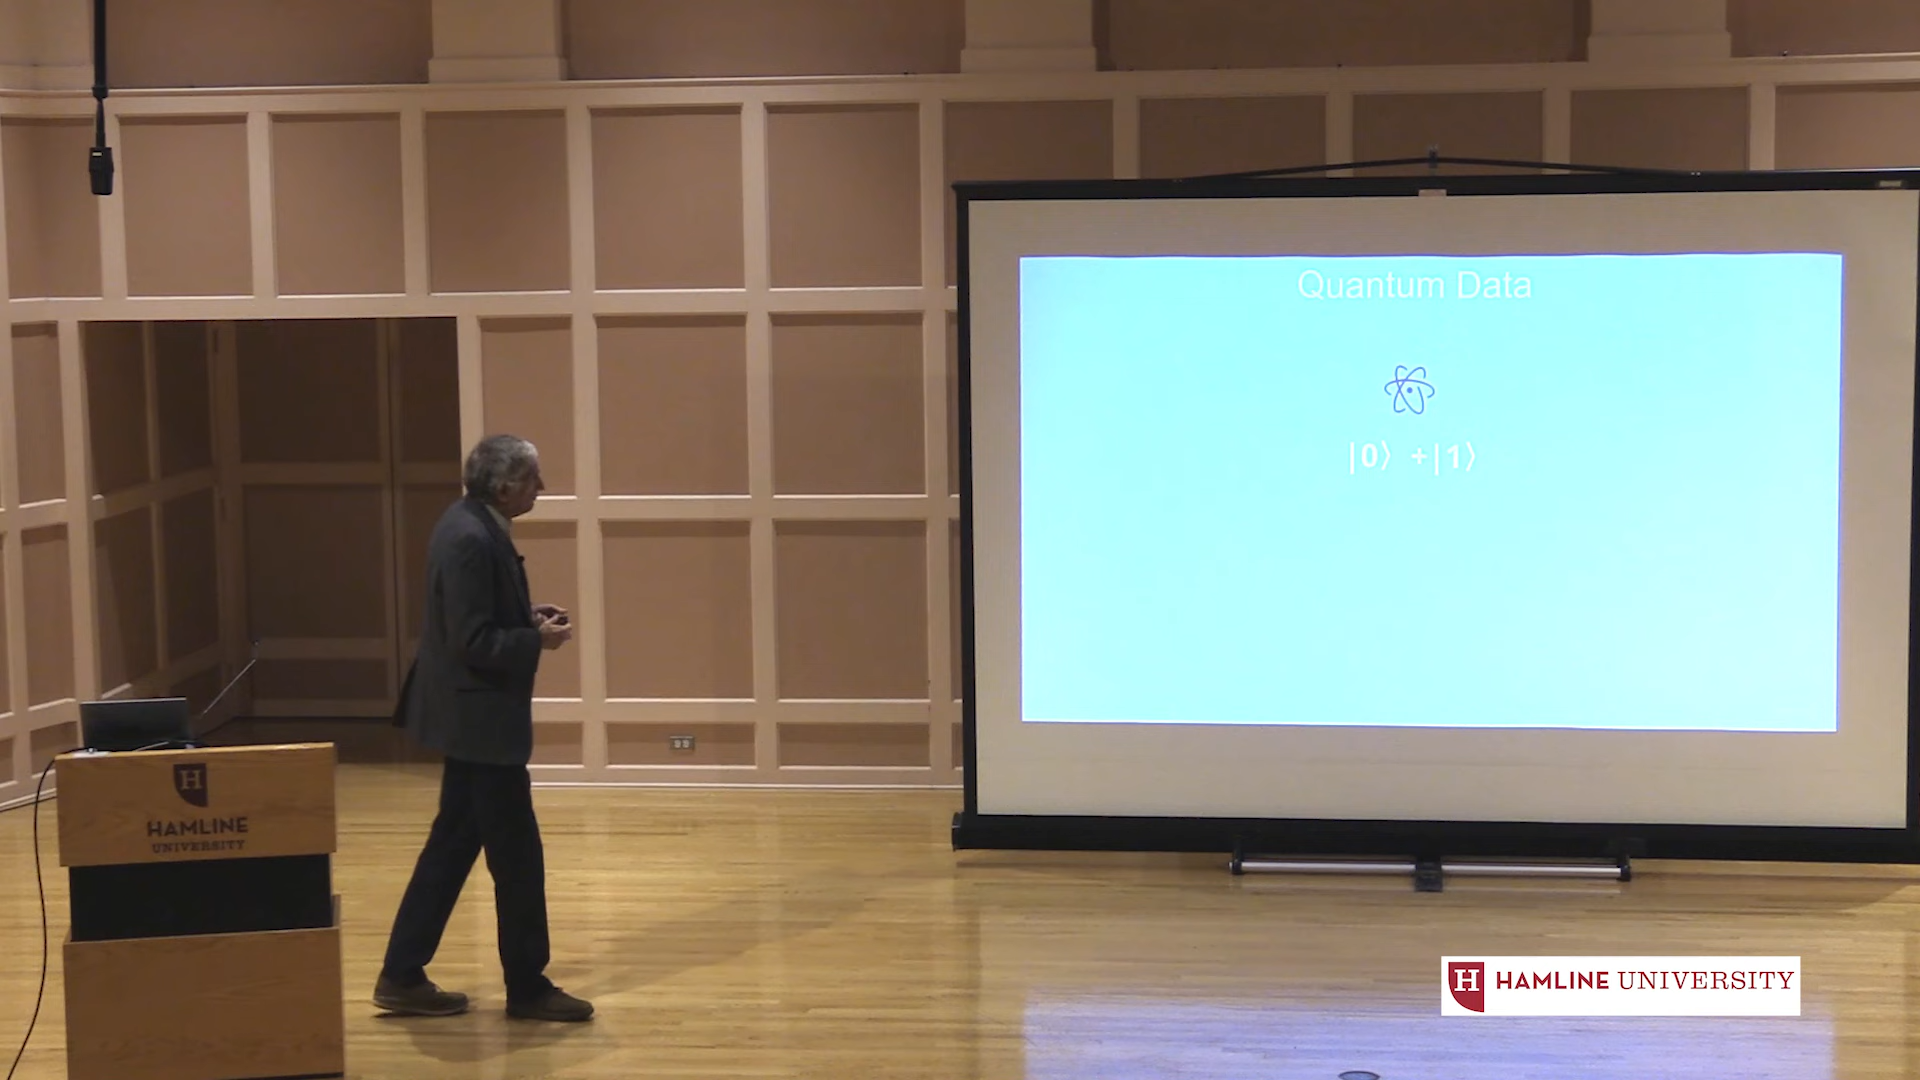 Quantum Data
|0⟩ +|1⟩
H
HAMLINE
UNIVERSITY
H HAMLINE UNIVERSITY